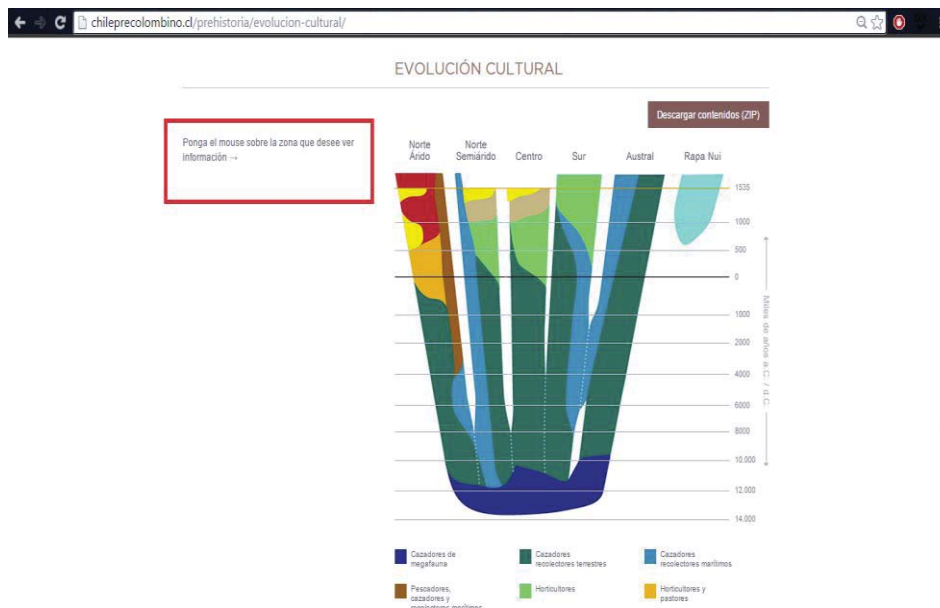 chileprecolombino.cl/prehistoria/evolucion-cultural/
EVOLUCIÓN CULTURAL
Descargar contenidos (ZIP)
Ponga el mouse sobre la zona que desee ver
información →
Norte
Árido
Norte
Semiárido
Centro
Sur
Austral
Rapa Nui
1535
1000
500
0
1000
2000
4000
6000
8000
10.000
12.000
14.000
Miles de años a.C. / d.C.
Cazadores de
megafauna
Cazadores
recolectores terrestres
Cazadores
recolectores marítimos
Pescadores,
cazadores y
recolectores marítimos
Horticultores
Horticultores y
pastores